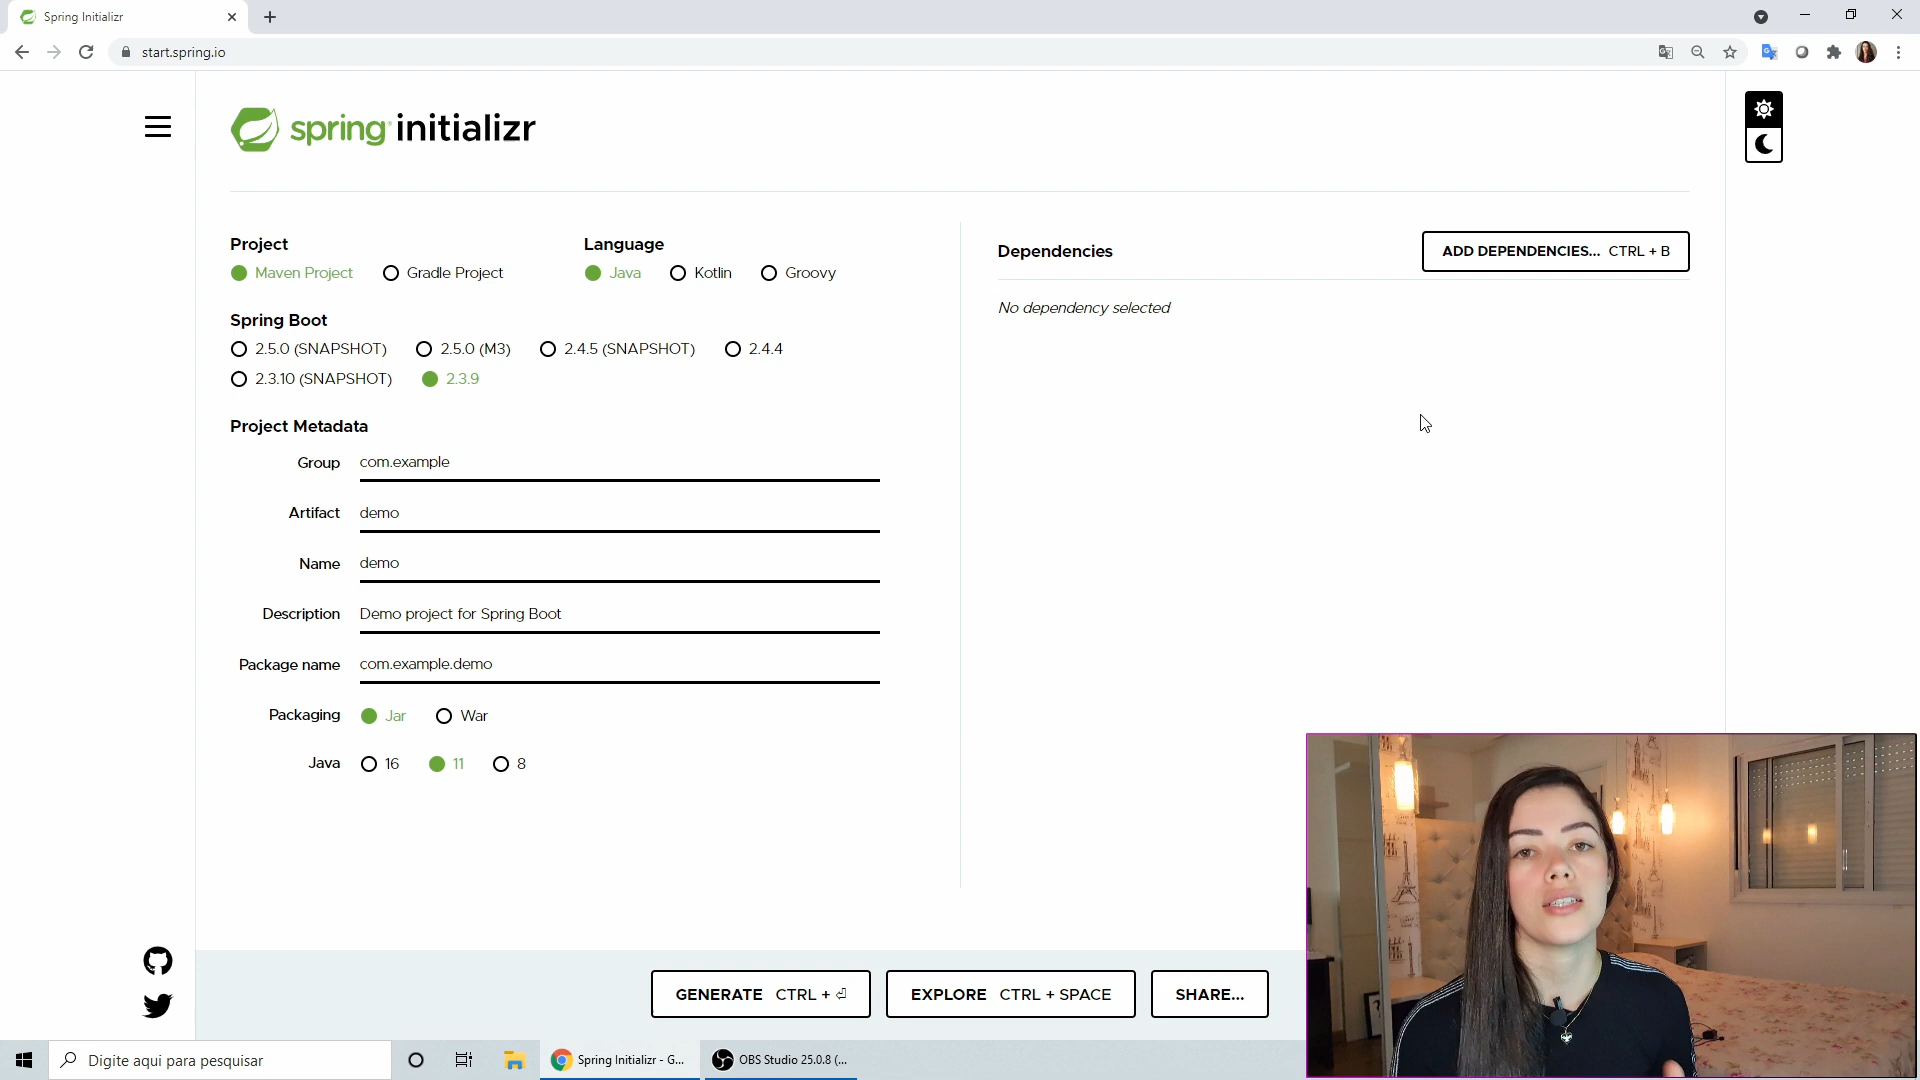 Spring Initializr
start.spring.io
spring initializr
Project
Maven Project Gradle Project
Language
Java Kotlin Groovy
Spring Boot
2.5.0 (SNAPSHOT) 2.5.0 (M3) 2.4.5 (SNAPSHOT) 2.4.4
2.3.10 (SNAPSHOT) 2.3.9
Project Metadata
Group com.example
Artifact demo
Name demo
Description Demo project for Spring Boot
Package name com.example.demo
Packaging Jar War
Java 16 11 8
Dependencies
ADD DEPENDENCIES... CTRL + B
No dependency selected
GENERATE CTRL + ⏎
EXPLORE CTRL + SPACE
SHARE...
Digite aqui para pesquisar
Spring Initializr - G...
OBS Studio 25.0.8 (...